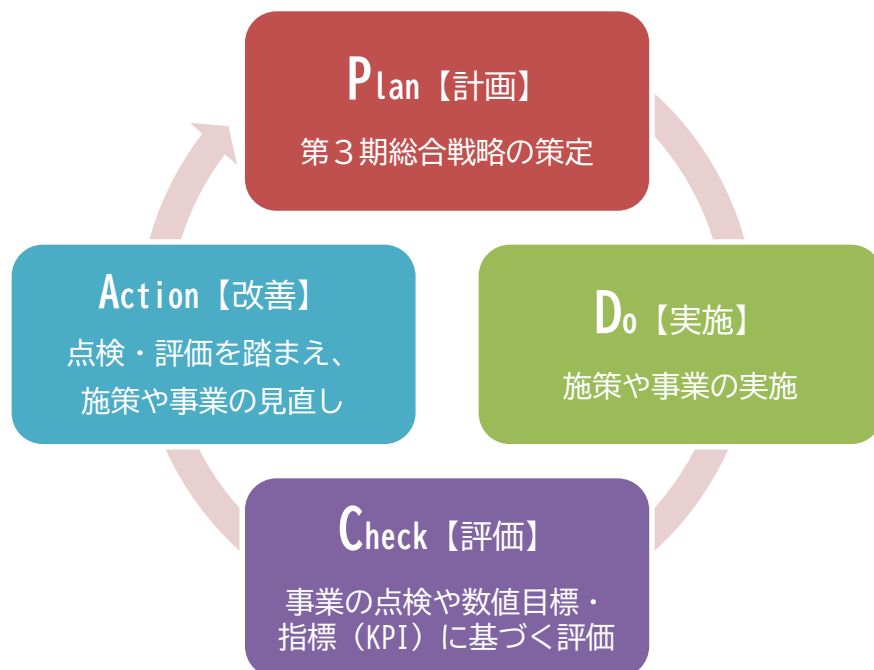 Plan【計画】
第３期総合戦略の策定
Do【実施】
施策や事業の実施
Check【評価】
事業の点検や数値目標・
指標（KPI）に基づく評価
Action【改善】
点検・評価を踏まえ、
施策や事業の見直し